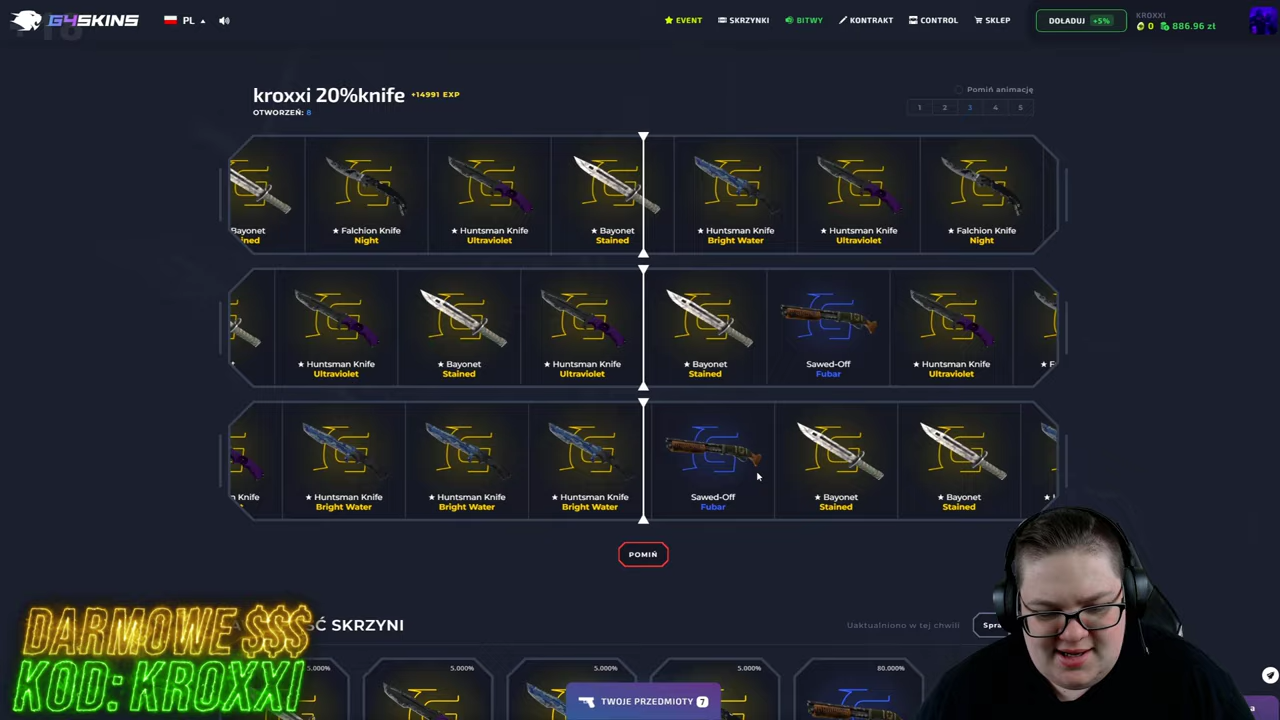 G4SKINS
PL
EVENT
SKRZYNKI
BITWY
KONTRAKT
CONTROL
SKLEP
DOŁADUJ +5%
KROXXI
0 886.96 zł
kroxxi 20%knife +14991 EXP
OTWORZEŃ: 8
Pomiń animację
1 2 3 4 5
Bayonet
★ Falchion Knife
Night
★ Huntsman Knife
Ultraviolet
★ Bayonet
Stained
★ Huntsman Knife
Bright Water
★ Huntsman Knife
Ultraviolet
★ Falchion Knife
Night
★ Huntsman Knife
Ultraviolet
★ Bayonet
Stained
★ Huntsman Knife
Ultraviolet
★ Bayonet
Stained
Sawed-Off
Fubar
★ Huntsman Knife
Ultraviolet
★ F
n Knife
★ Huntsman Knife
Bright Water
★ Huntsman Knife
Bright Water
★ Huntsman Knife
Bright Water
Sawed-Off
Fubar
★ Bayonet
Stained
★ Bayonet
Stained
POMIŃ
DARMOWE $$$
KOD: KROXXI
ŚĆ SKRZYNI
Uaktualniono w tej chwili
Spra
5.000%
5.000%
5.000%
5.000%
80.000%
TWOJE PRZEDMIOTY 7